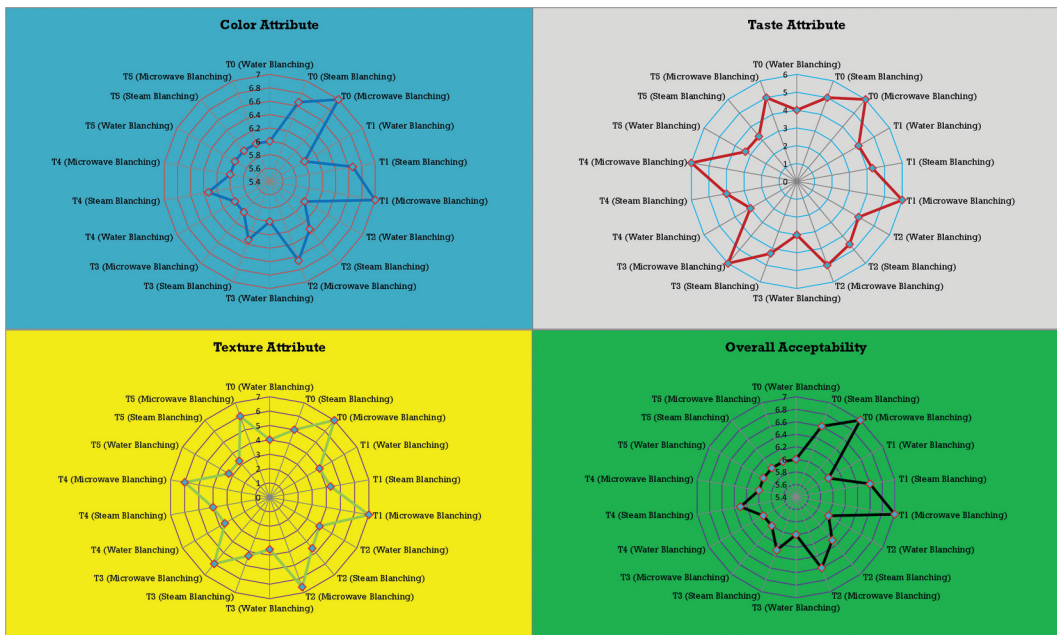 Color Attribute
T0 (Water Blanching)
T0 (Steam Blanching)
T0 (Microwave Blanching)
T1 (Water Blanching)
T1 (Steam Blanching)
T1 (Microwave Blanching)
T2 (Water Blanching)
T2 (Steam Blanching)
T2 (Microwave Blanching)
T3 (Water Blanching)
T3 (Steam Blanching)
T3 (Microwave Blanching)
T4 (Water Blanching)
T4 (Steam Blanching)
T4 (Microwave Blanching)
T5 (Water Blanching)
T5 (Steam Blanching)
T5 (Microwave Blanching)
7
6.8
6.6
6.4
6.2
6
5.8
5.6
5.4
Taste Attribute
T0 (Water Blanching)
T0 (Steam Blanching)
T0 (Microwave Blanching)
T1 (Water Blanching)
T1 (Steam Blanching)
T1 (Microwave Blanching)
T2 (Water Blanching)
T2 (Steam Blanching)
T2 (Microwave Blanching)
T3 (Water Blanching)
T3 (Steam Blanching)
T3 (Microwave Blanching)
T4 (Water Blanching)
T4 (Steam Blanching)
T4 (Microwave Blanching)
T5 (Water Blanching)
T5 (Steam Blanching)
T5 (Microwave Blanching)
6
5
4
3
2
1
0
Texture Attribute
T0 (Water Blanching)
T0 (Steam Blanching)
T0 (Microwave Blanching)
T1 (Water Blanching)
T1 (Steam Blanching)
T1 (Microwave Blanching)
T2 (Water Blanching)
T2 (Steam Blanching)
T2 (Microwave Blanching)
T3 (Water Blanching)
T3 (Steam Blanching)
T3 (Microwave Blanching)
T4 (Water Blanching)
T4 (Steam Blanching)
T4 (Microwave Blanching)
T5 (Water Blanching)
T5 (Steam Blanching)
T5 (Microwave Blanching)
7
6
5
4
3
2
1
0
Overall Acceptability
T0 (Water Blanching)
T0 (Steam Blanching)
T0 (Microwave Blanching)
T1 (Water Blanching)
T1 (Steam Blanching)
T1 (Microwave Blanching)
T2 (Water Blanching)
T2 (Steam Blanching)
T2 (Microwave Blanching)
T3 (Water Blanching)
T3 (Steam Blanching)
T3 (Microwave Blanching)
T4 (Water Blanching)
T4 (Steam Blanching)
T4 (Microwave Blanching)
T5 (Water Blanching)
T5 (Steam Blanching)
T5 (Microwave Blanching)
7
6.8
6.6
6.4
6.2
6
5.8
5.6
5.4